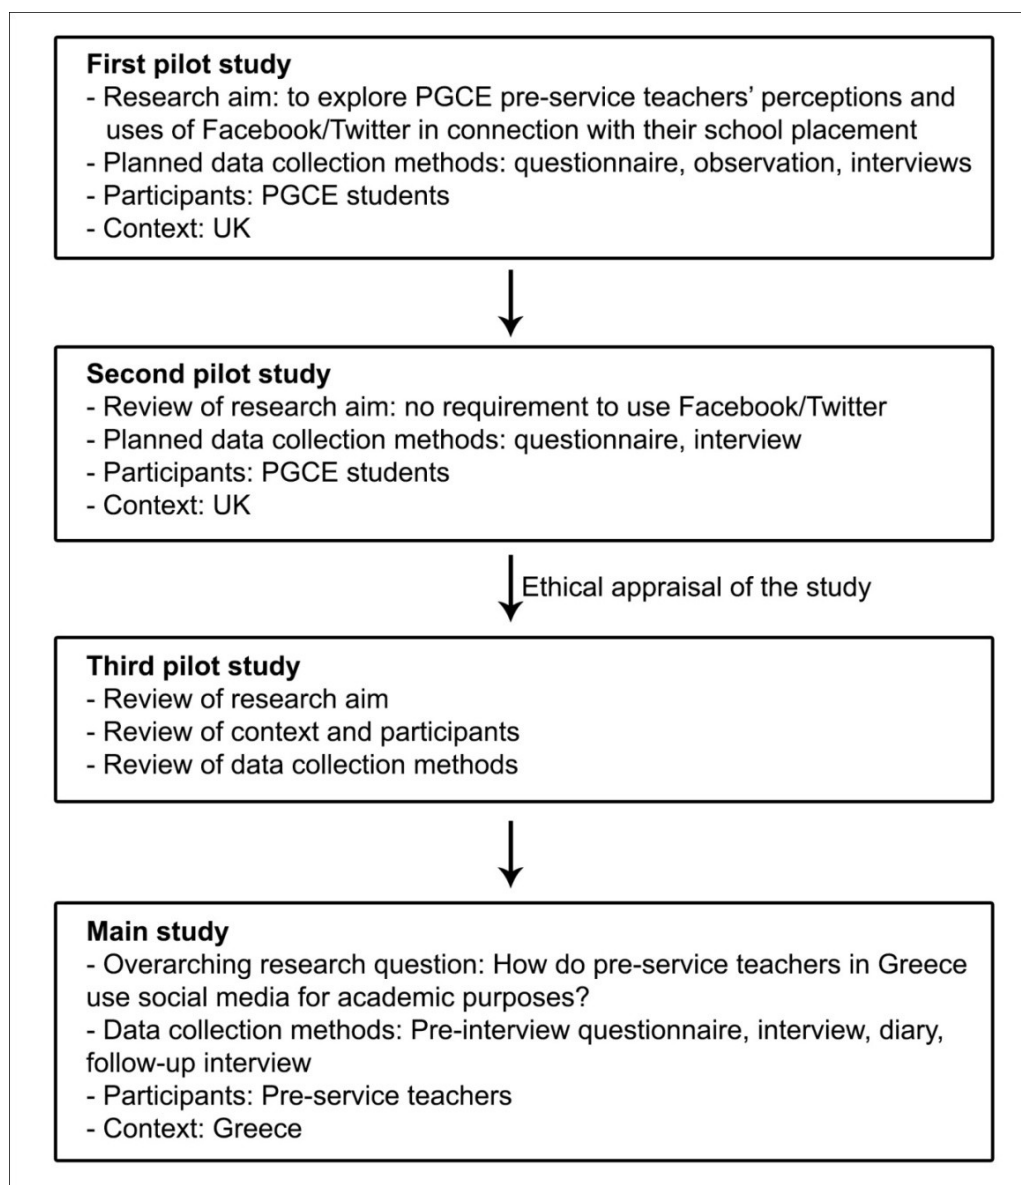 First pilot study
- Research aim: to explore PGCE pre-service teachers’ perceptions and
uses of Facebook/Twitter in connection with their school placement
- Planned data collection methods: questionnaire, observation, interviews
- Participants: PGCE students
- Context: UK
Second pilot study
- Review of research aim: no requirement to use Facebook/Twitter
- Planned data collection methods: questionnaire, interview
- Participants: PGCE students
- Context: UK
Ethical appraisal of the study
Third pilot study
- Review of research aim
- Review of context and participants
- Review of data collection methods
Main study
- Overarching research question: How do pre-service teachers in Greece
use social media for academic purposes?
- Data collection methods: Pre-interview questionnaire, interview, diary,
follow-up interview
- Participants: Pre-service teachers
- Context: Greece